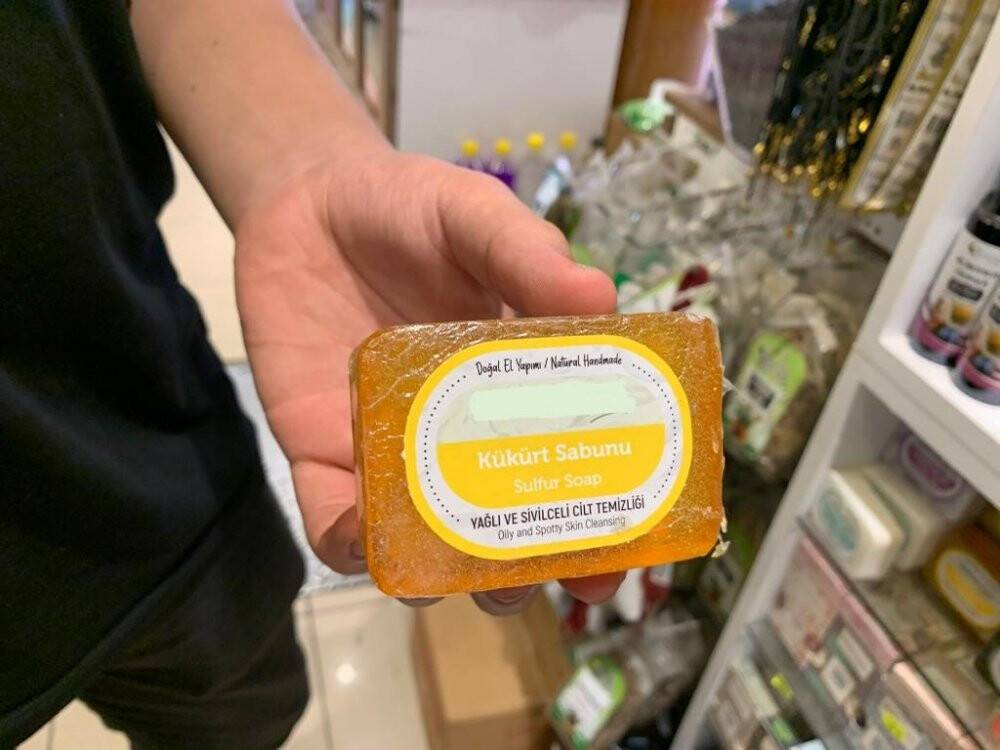 Doğal El Yapımı / Natural Handmade
Kükürt Sabunu
Sulfur Soap
YAĞLI VE SİVİLCELİ CİLT TEMİZLİĞİ
Oily and Spotty Skin Cleansing